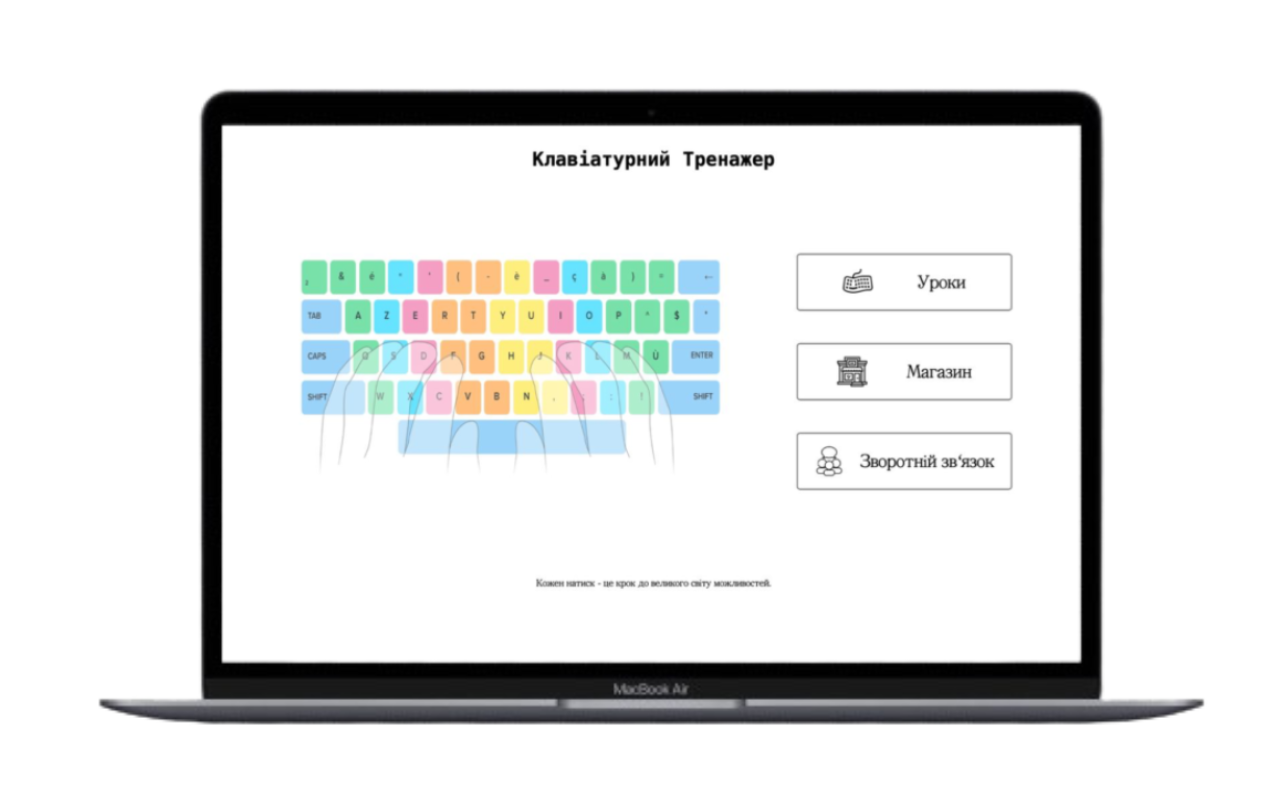 Клавіатурний Тренажер
& é " ' ( - è _ ç à ) = ←
TAB A Z E R T Y U I O P ^ $
CAPS Q S D F G H J K L M Ù ENTER
SHIFT W X C V B N , ; : ! SHIFT
Уроки
Магазин
Зворотній зв'язок
Кожен натиск - це крок до великого світу можливостей.
MacBook Air